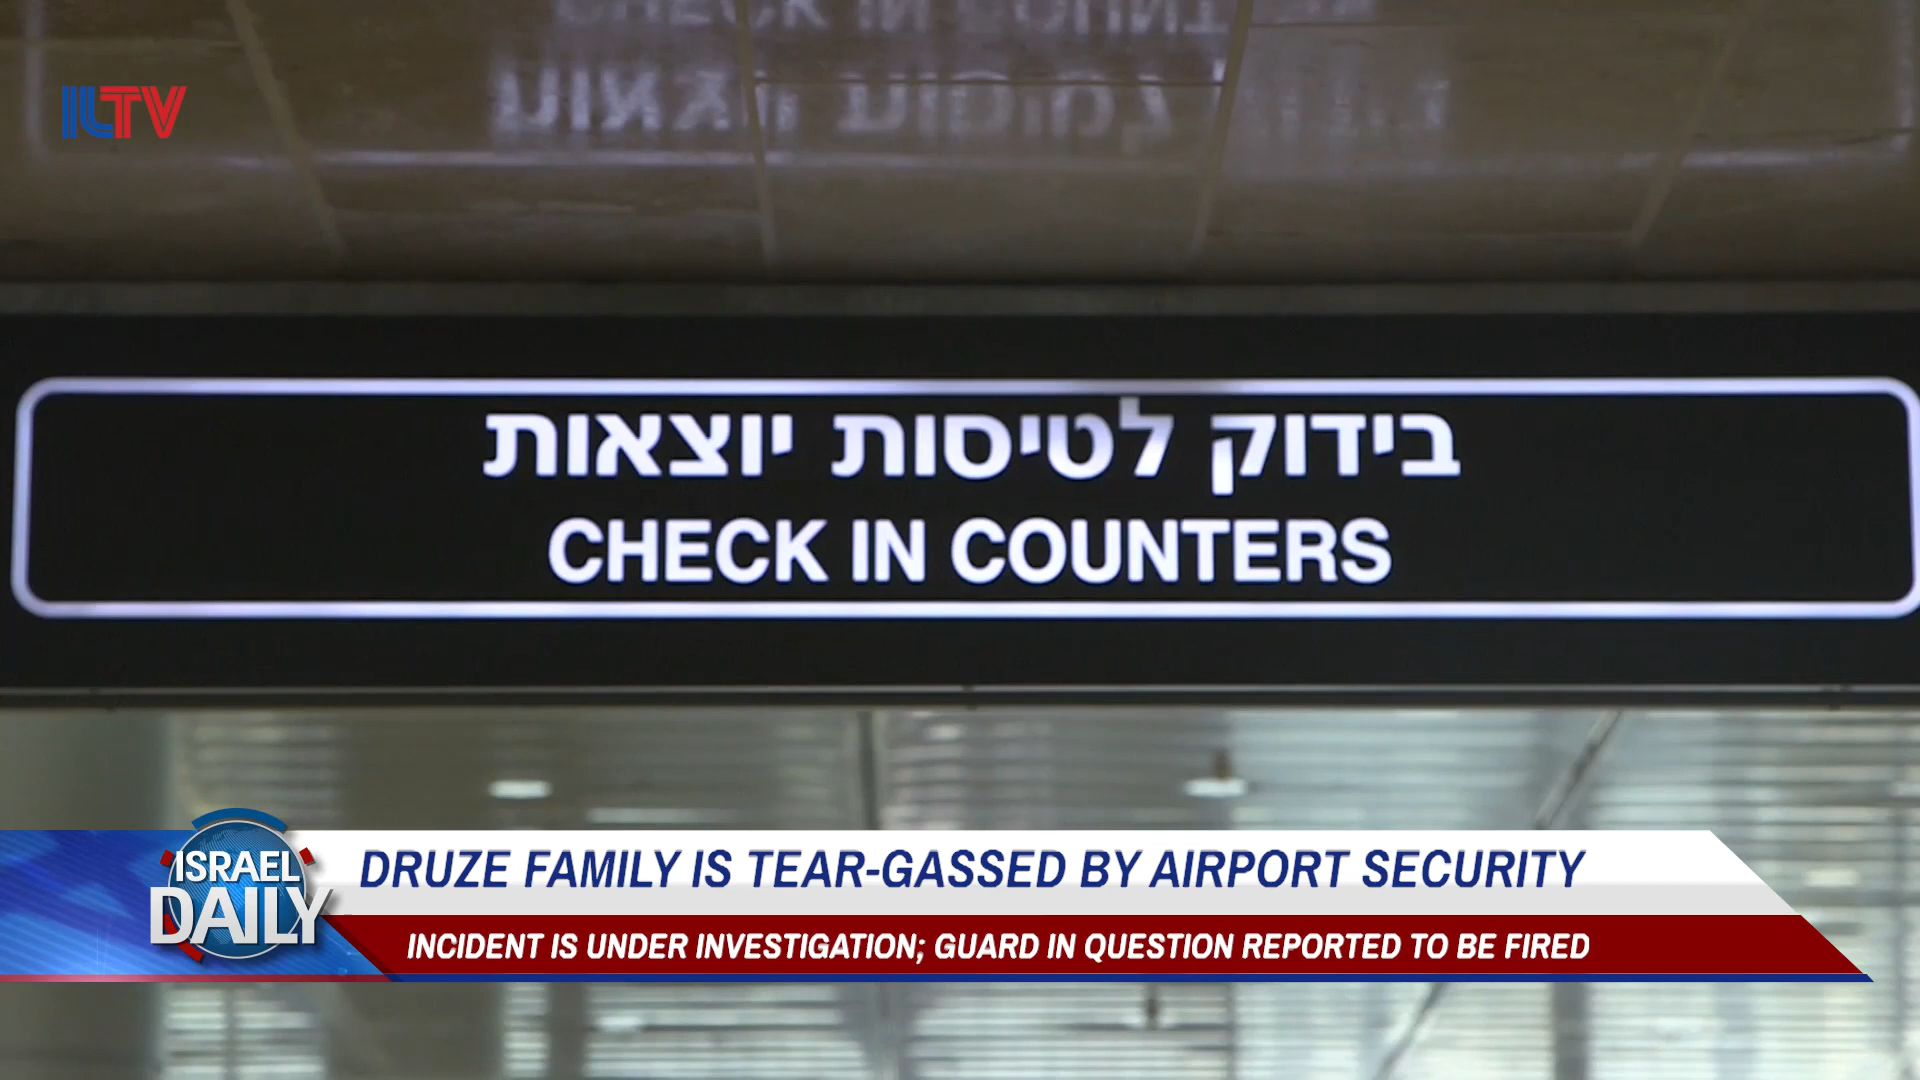 ILTV
בידוק לטיסות יוצאות
CHECK IN COUNTERS
ISRAEL
DAILY
DRUZE FAMILY IS TEAR-GASSED BY AIRPORT SECURITY
INCIDENT IS UNDER INVESTIGATION; GUARD IN QUESTION REPORTED TO BE FIRED